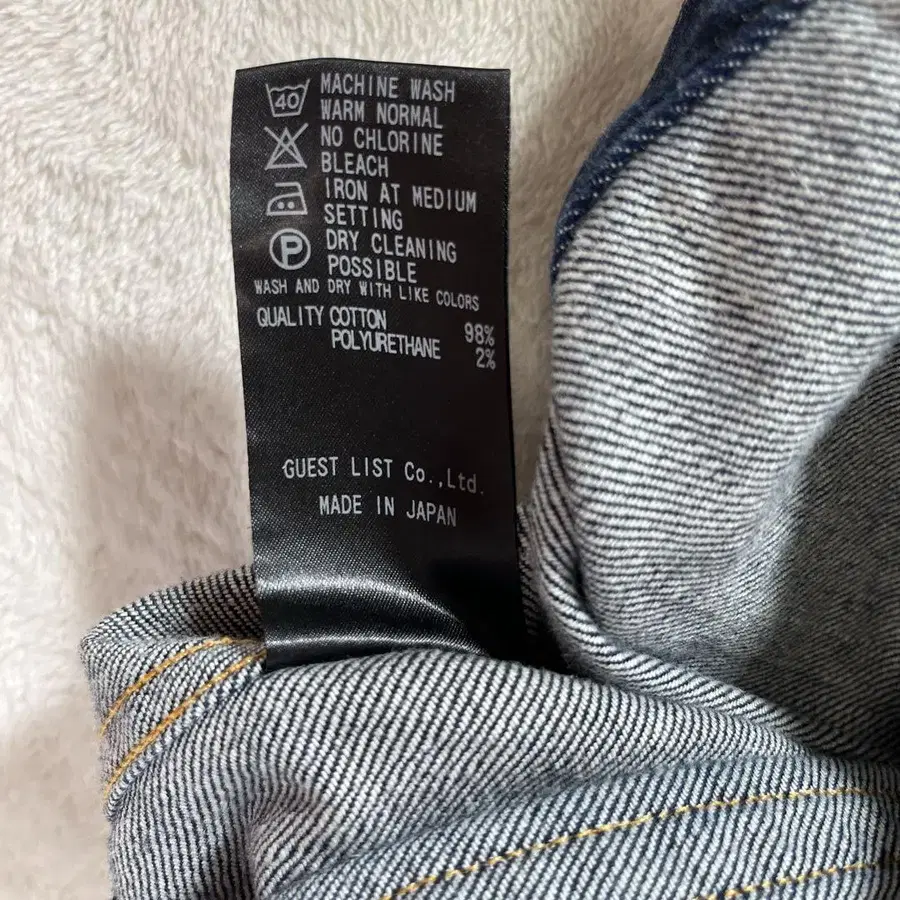 40 MACHINE WASH
WARM NORMAL
NO CHLORINE
BLEACH
IRON AT MEDIUM
SETTING
P DRY CLEANING
POSSIBLE
WASH AND DRY WITH LIKE COLORS
QUALITY COTTON 98%
POLYURETHANE 2%
GUEST LIST Co.,Ltd.
MADE IN JAPAN